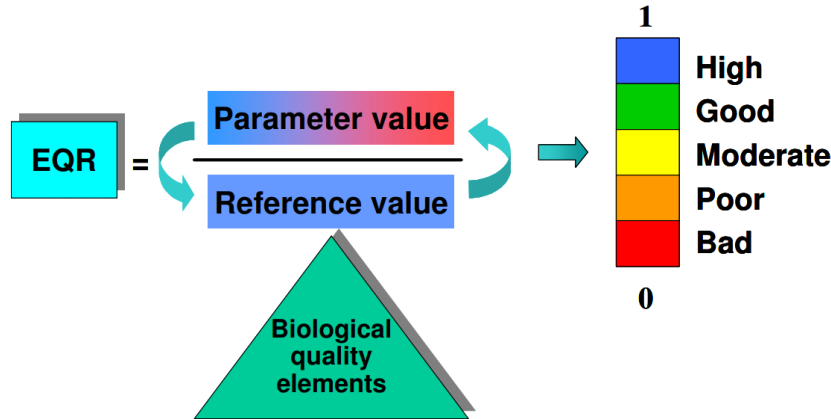 EQR
=
Parameter value
Reference value
Biological
quality
elements
1
High
Good
Moderate
Poor
Bad
0